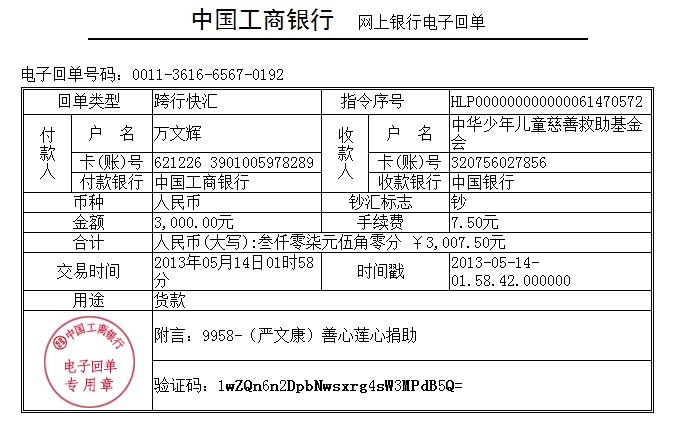 中国工商银行 网上银行电子回单
电子回单号码: 0011-3616-6567-0192
回单类型 跨行快汇 指令序号 HLP000000000000061470572
付款人 户 名 万文辉 收款人 户 名 中华少年儿童慈善救助基金
会
卡(账)号 621226 3901005978289 卡(账)号 320756027856
付款银行 中国工商银行 收款银行 中国银行
币种 人民币 钞汇标志 钞
金额 3,000.00元 手续费 7.50元
合计 人民币(大写):叁仟零柒元伍角零分 ￥3,007.50元
交易时间 2013年05月14日01时58
分 时间戳 2013-05-14-
01.58.42.000000
用途 货款
附言: 9958-（严文康）善心莲心捐助
验证码: 1wZQn6n2DpbNwsxrg4sW3MPdB5Q=
中国工商银行
电子回单
专用章